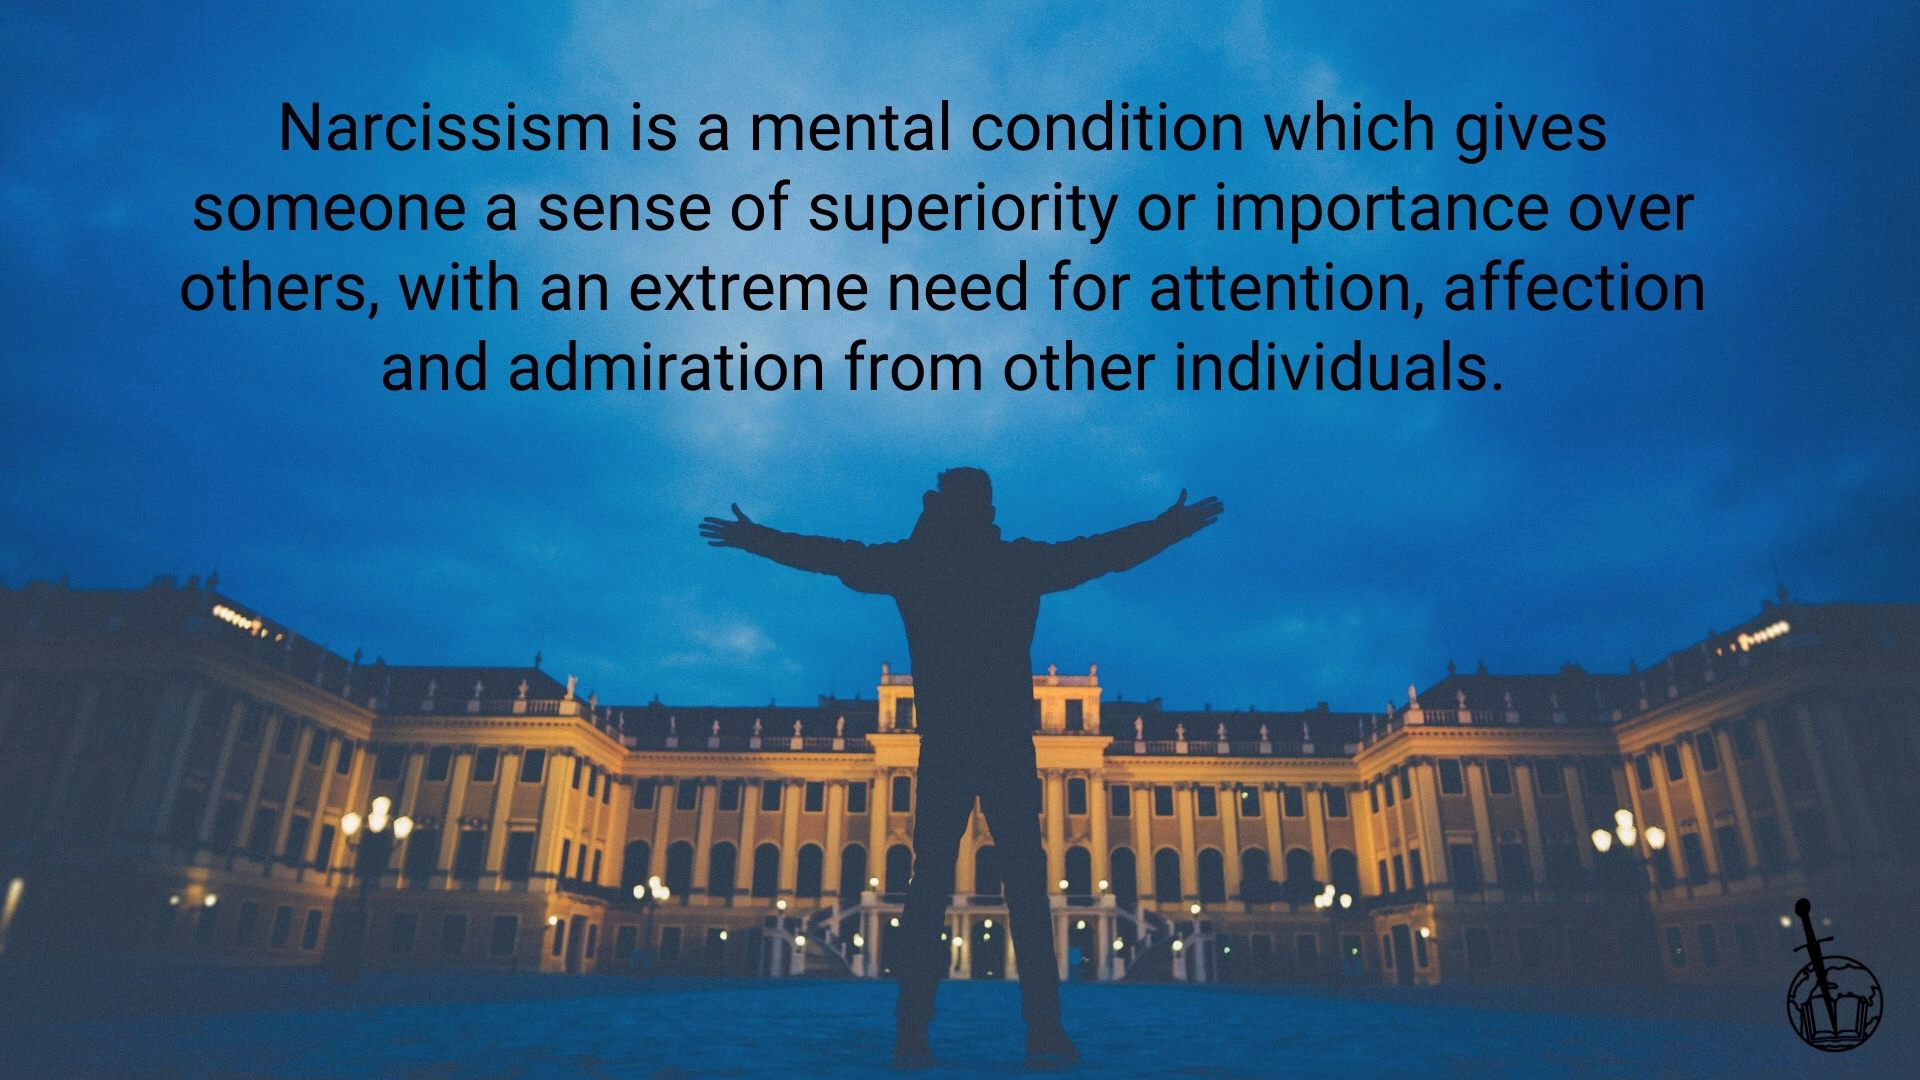 Narcissism is a mental condition which gives
someone a sense of superiority or importance over
others, with an extreme need for attention, affection
and admiration from other individuals.